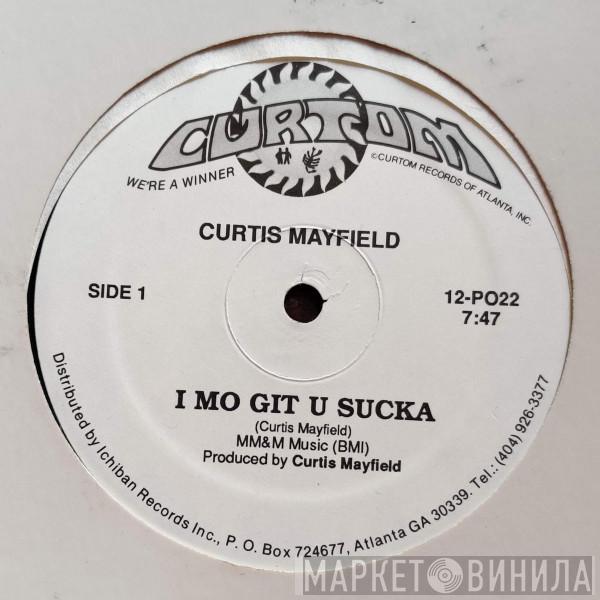 CURTOM
WE'RE A WINNER
©CURTOM RECORDS OF ATLANTA, INC.
CURTIS MAYFIELD
SIDE 1
12-PO22
7:47
I MO GIT U SUCKA
(Curtis Mayfield)
MM&M Music (BMI)
Produced by Curtis Mayfield
Distributed by Ichiban Records Inc., P. O. Box 724677, Atlanta GA 30339. Tel.: (404) 926-3377
МАРКЕТ ВИНИЛА